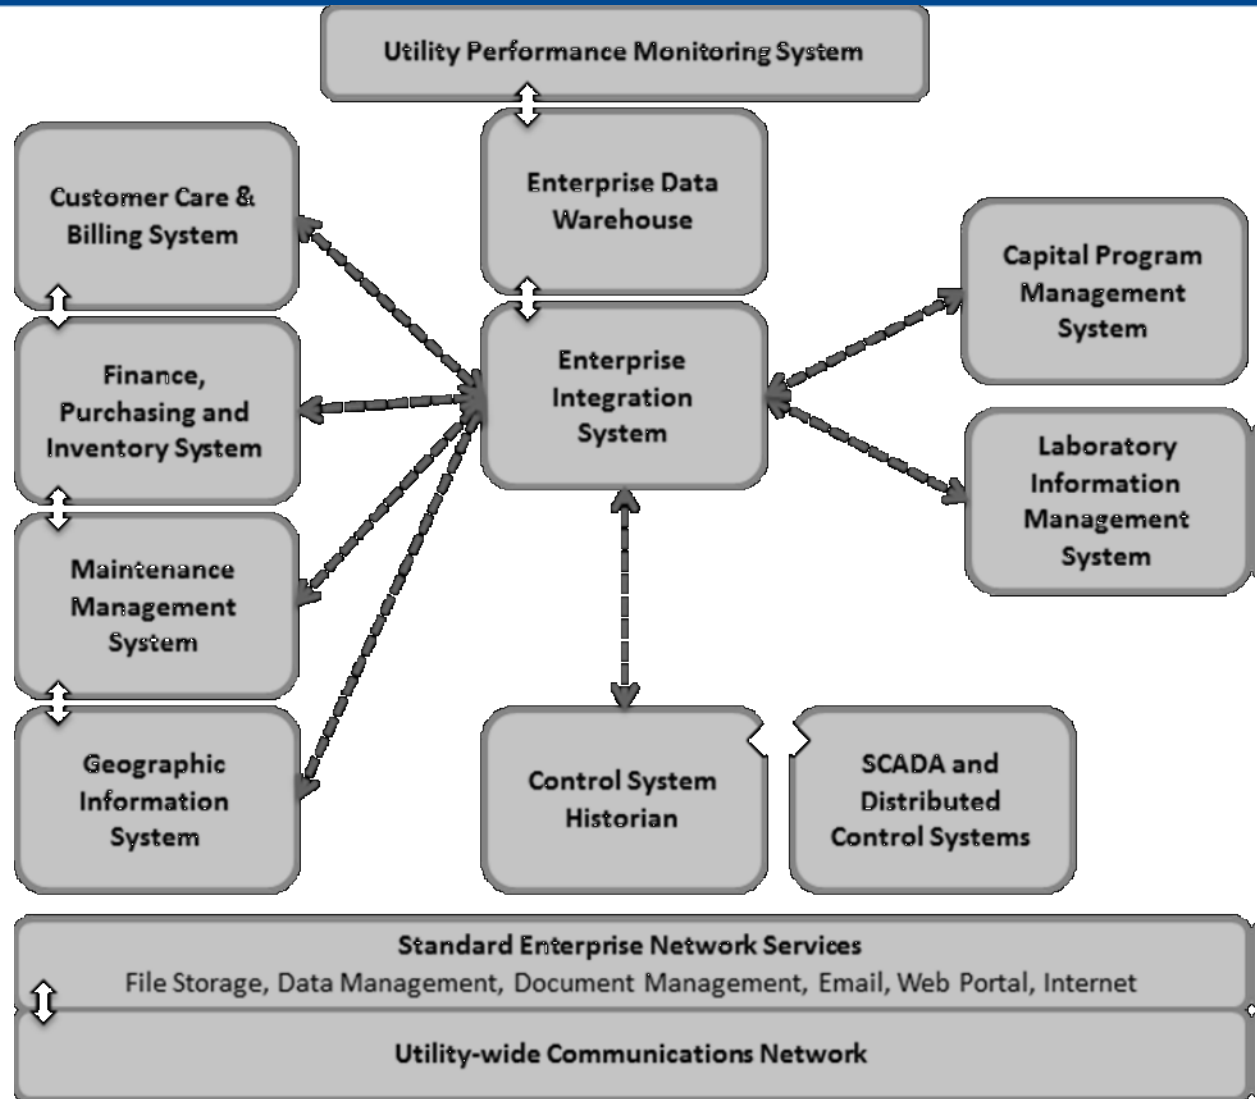 Utility Performance Monitoring System
Customer Care &
Billing System
Enterprise Data
Warehouse
Capital Program
Management
System
Finance,
Purchasing and
Inventory System
Enterprise
Integration
System
Laboratory
Information
Management
System
Maintenance
Management
System
Geographic
Information
System
Control System
Historian
SCADA and
Distributed
Control Systems
Standard Enterprise Network Services
File Storage, Data Management, Document Management, Email, Web Portal, Internet
Utility-wide Communications Network